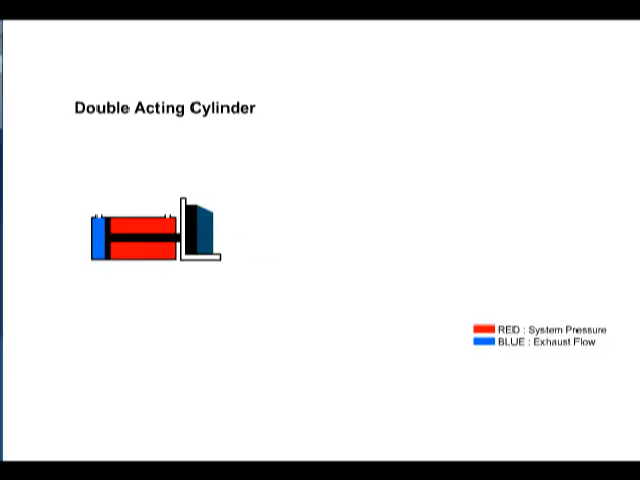 Double Acting Cylinder
RED : System Pressure
BLUE : Exhaust Flow